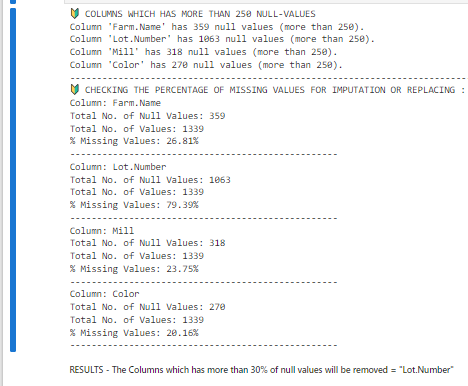 🔰 COLUMNS WHICH HAS MORE THAN 250 NULL-VALUES
Column 'Farm.Name' has 359 null values (more than 250).
Column 'Lot.Number' has 1063 null values (more than 250).
Column 'Mill' has 318 null values (more than 250).
Column 'Color' has 270 null values (more than 250).
--------------------------------------------------------------------------------
🔰 CHECKING THE PERCENTAGE OF MISSING VALUES FOR IMPUTATION OR REPLACING :
Column: Farm.Name
Total No. of Null Values: 359
Total No. of Values: 1339
% Missing Values: 26.81%
--------------------------------------------------
Column: Lot.Number
Total No. of Null Values: 1063
Total No. of Values: 1339
% Missing Values: 79.39%
--------------------------------------------------
Column: Mill
Total No. of Null Values: 318
Total No. of Values: 1339
% Missing Values: 23.75%
--------------------------------------------------
Column: Color
Total No. of Null Values: 270
Total No. of Values: 1339
% Missing Values: 20.16%
--------------------------------------------------
RESULTS - The Columns which has more than 30% of null values will be removed = "Lot.Number"